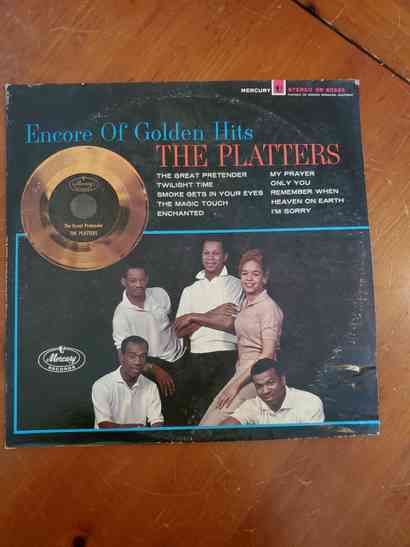 MERCURY STEREO SR 60243
Encore Of Golden Hits
THE PLATTERS
THE GREAT PRETENDER
TWILIGHT TIME
SMOKE GETS IN YOUR EYES
THE MAGIC TOUCH
ENCHANTED
MY PRAYER
ONLY YOU
REMEMBER WHEN
HEAVEN ON EARTH
I'M SORRY
Mercury
The Great Pretender
THE PLATTERS
Mercury
RECORDS